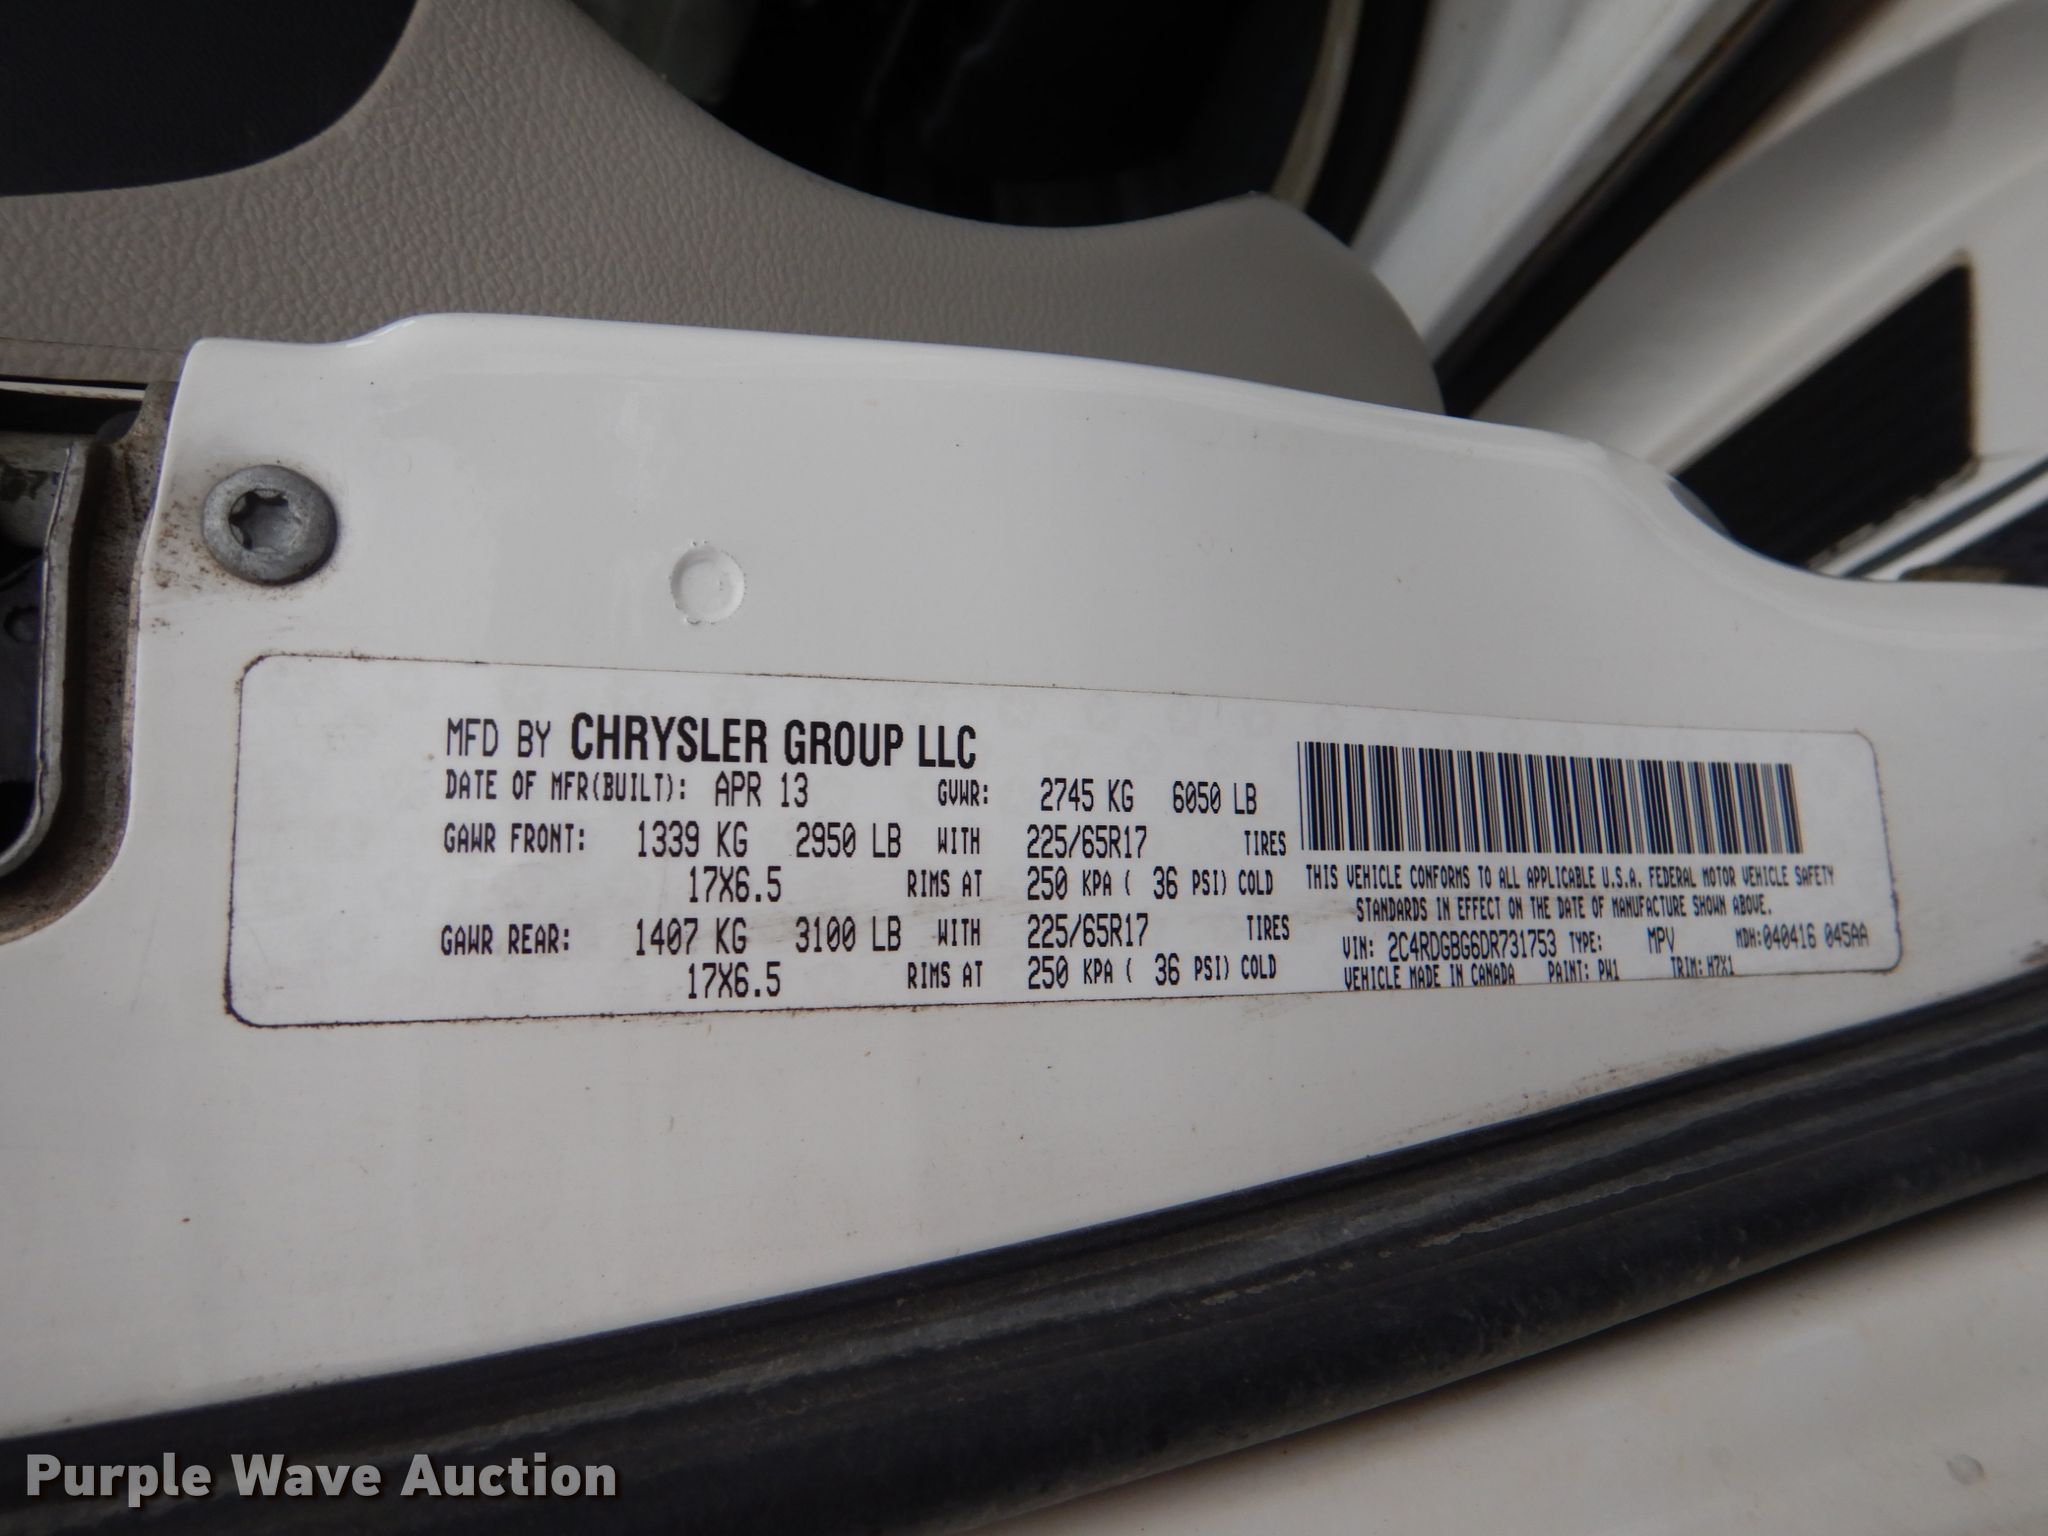 MFD BY CHRYSLER GROUP LLC
DATE OF MFR(BUILT): APR 13 GVWR: 2745 KG 6050 LB
GAWR FRONT: 1339 KG 2950 LB WITH 225/65R17 TIRES
17X6.5 RIMS AT 250 KPA ( 36 PSI) COLD
GAWR REAR: 1407 KG 3100 LB WITH 225/65R17 TIRES
17X6.5 RIMS AT 250 KPA ( 36 PSI) COLD
THIS VEHICLE CONFORMS TO ALL APPLICABLE U.S.A. FEDERAL MOTOR VEHICLE SAFETY
STANDARDS IN EFFECT ON THE DATE OF MANUFACTURE SHOWN ABOVE.
VIN: 2C4RDGBG6DR731753 TYPE: MPV MDH:040416 045AA
VEHICLE MADE IN CANADA PAINT: PW1 TRIM: H7X1
Purple Wave Auction